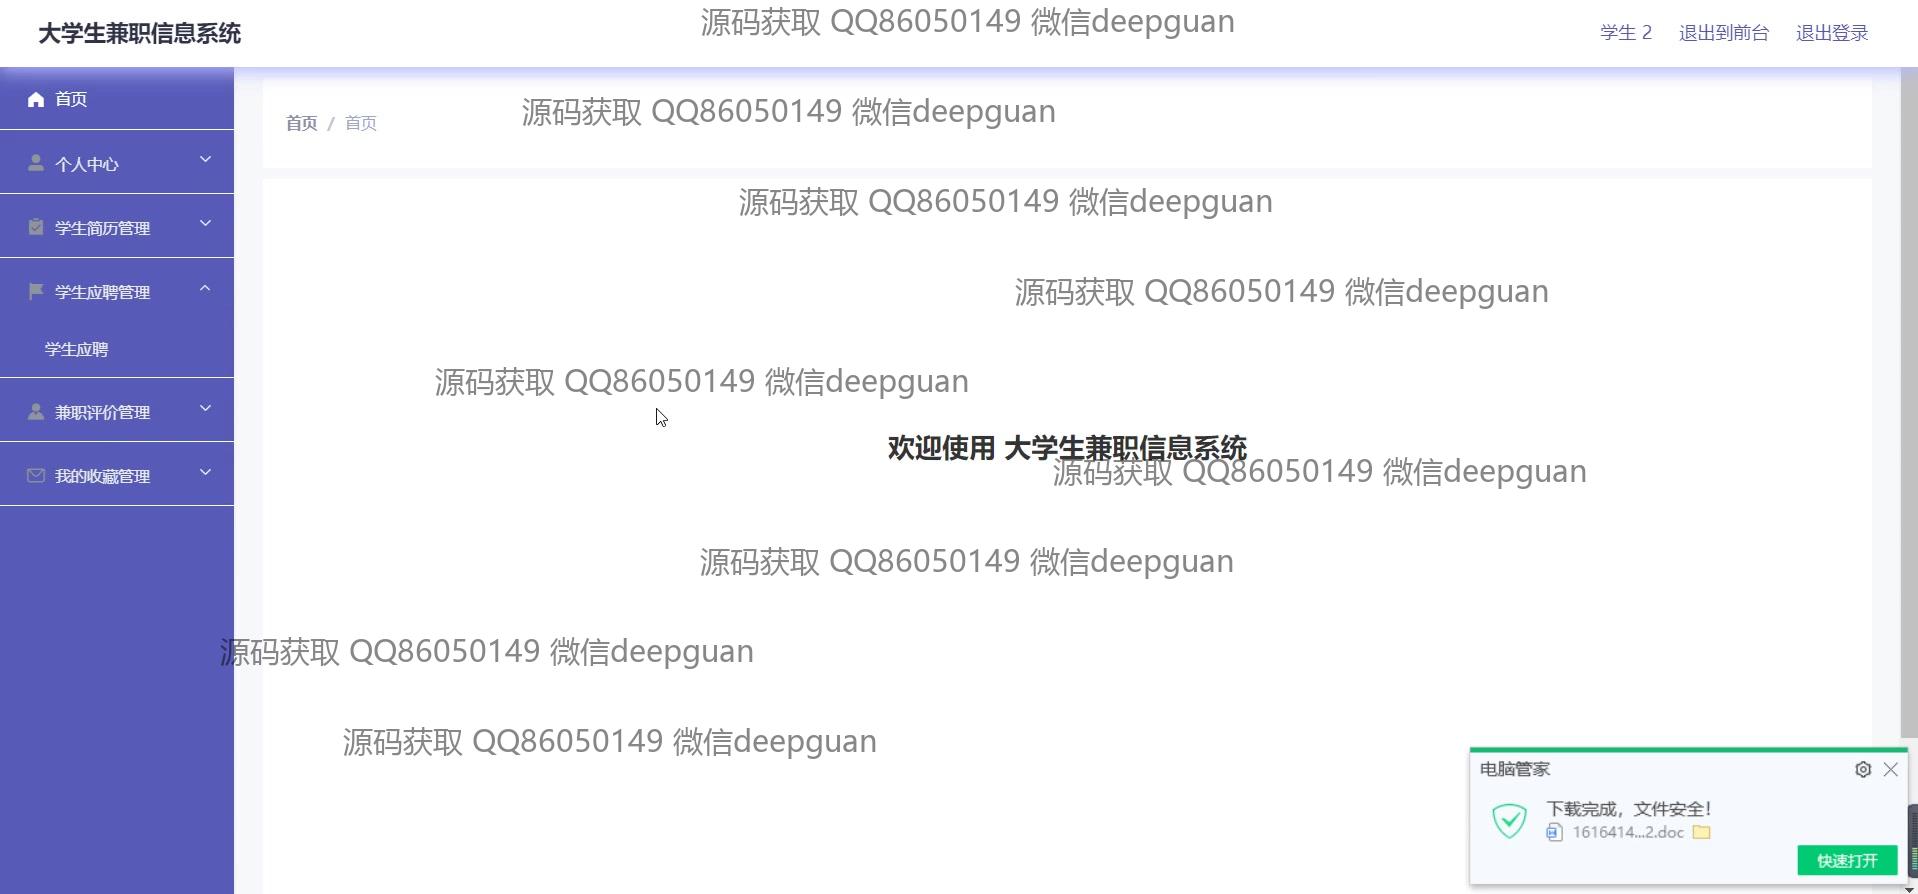 大学生兼职信息系统
源码获取 QQ86050149 微信deepguan
学生 2
退出到前台
退出登录
首页
个人中心
学生简历管理
学生应聘管理
学生应聘
兼职评价管理
我的收藏管理
源码获取 QQ86050149 微信deepguan
首页 / 首页
源码获取 QQ86050149 微信deepguan
源码获取 QQ86050149 微信deepguan
源码获取 QQ86050149 微信deepguan
欢迎使用 大学生兼职信息系统
源码获取 QQ86050149 微信deepguan
源码获取 QQ86050149 微信deepguan
源码获取 QQ86050149 微信deepguan
源码获取 QQ86050149 微信deepguan
电脑管家
下载完成，文件安全！
1616414...2.doc
快速打开